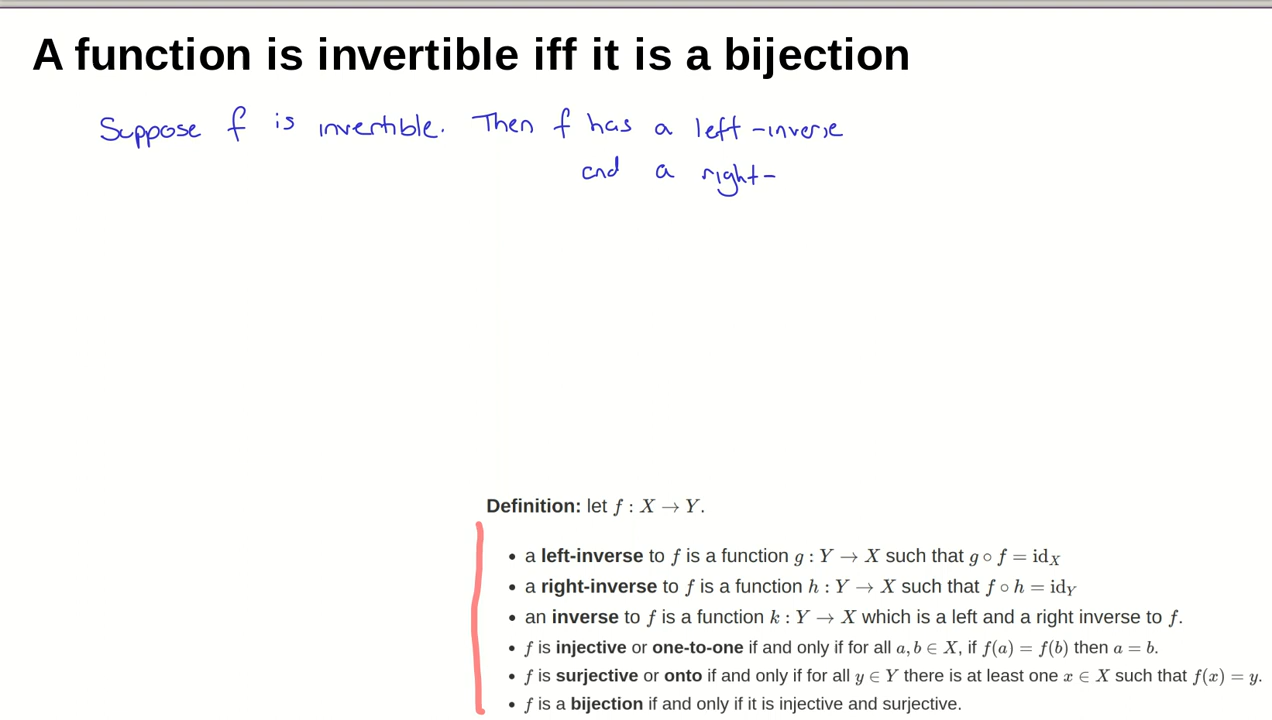 A function is invertible iff it is a bijection
Suppose f is invertible. Then f has a left-inverse
and a right-
Definition: let f : X → Y.
• a left-inverse to f is a function g : Y → X such that g ∘ f = id_X
• a right-inverse to f is a function h : Y → X such that f ∘ h = id_Y
• an inverse to f is a function k : Y → X which is a left and a right inverse to f.
• f is injective or one-to-one if and only if for all a, b ∈ X, if f(a) = f(b) then a = b.
• f is surjective or onto if and only if for all y ∈ Y there is at least one x ∈ X such that f(x) = y.
• f is a bijection if and only if it is injective and surjective.